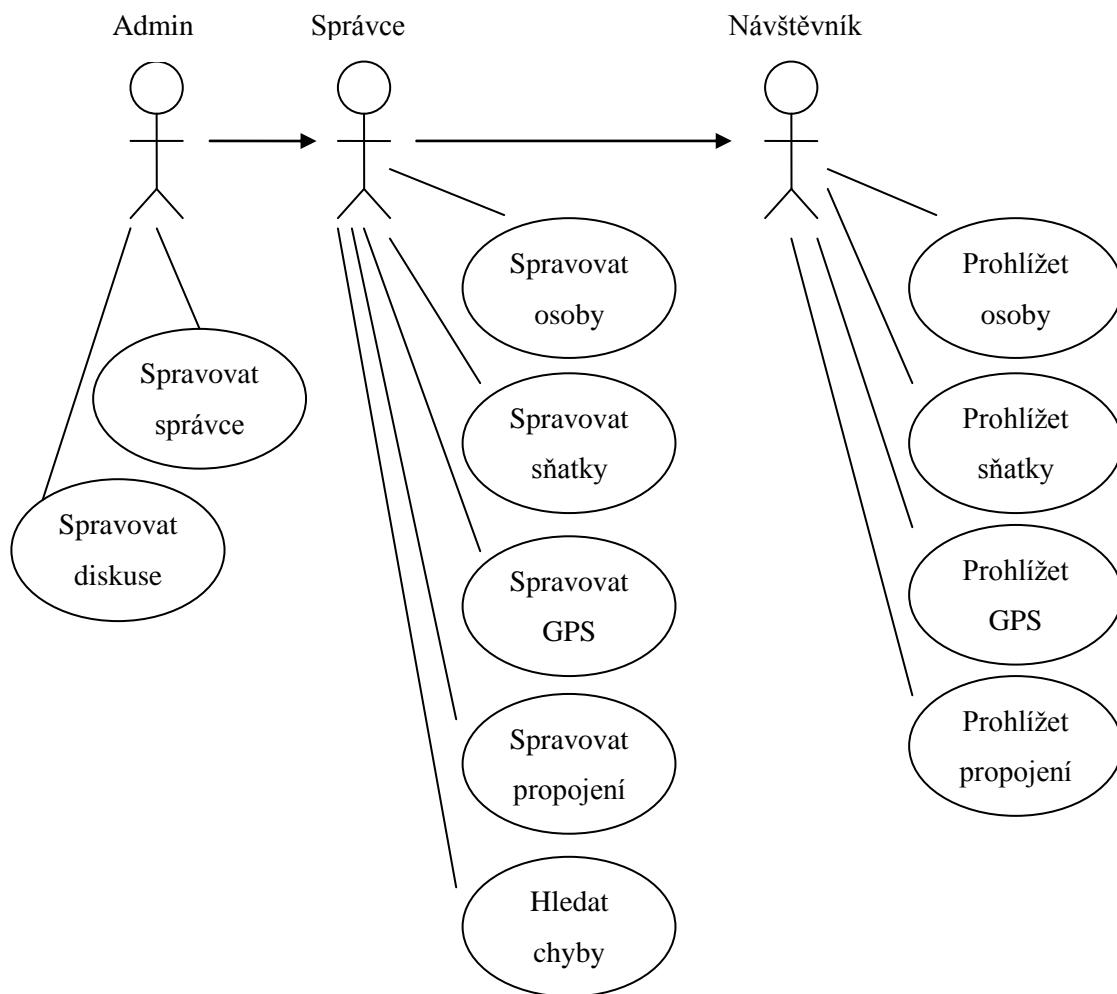 Admin
Správce
Návštěvník
Spravovat
správce
Spravovat
diskuse
Spravovat
osoby
Spravovat
sňatky
Spravovat
GPS
Spravovat
propojení
Hledat
chyby
Prohlížet
osoby
Prohlížet
sňatky
Prohlížet
GPS
Prohlížet
propojení